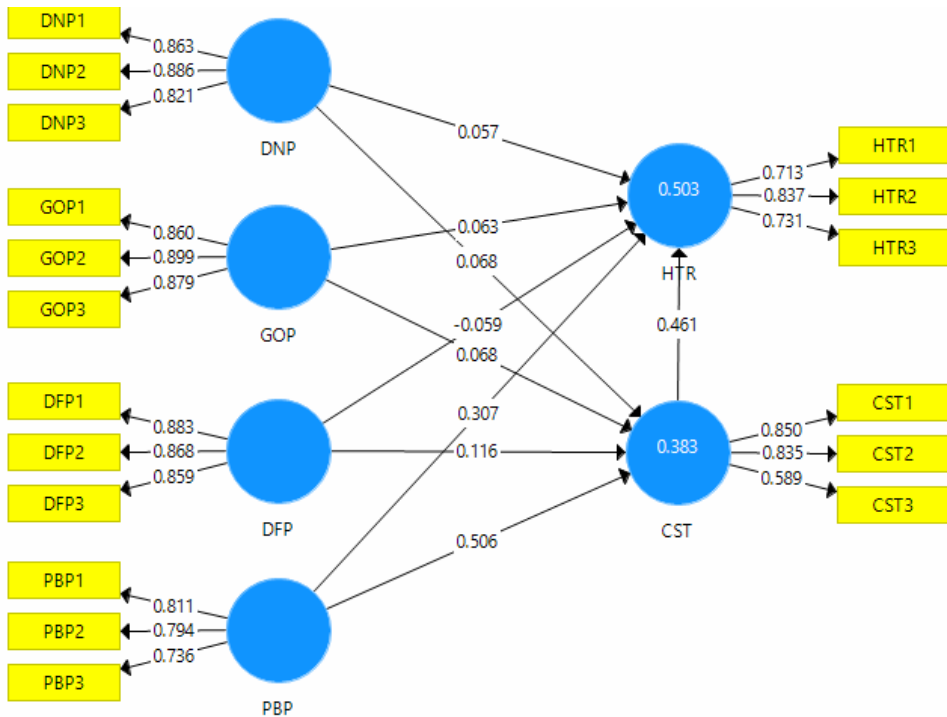 DNP1
DNP2
DNP3
0.863
0.886
0.821
DNP
GOP1
GOP2
GOP3
0.860
0.899
0.879
GOP
DFP1
DFP2
DFP3
0.883
0.868
0.859
DFP
PBP1
PBP2
PBP3
0.811
0.794
0.736
PBP
0.057
0.063
0.068
-0.059
0.068
0.307
0.116
0.506
0.461
0.503
HTR
0.713
0.837
0.731
HTR1
HTR2
HTR3
0.383
CST
0.850
0.835
0.589
CST1
CST2
CST3